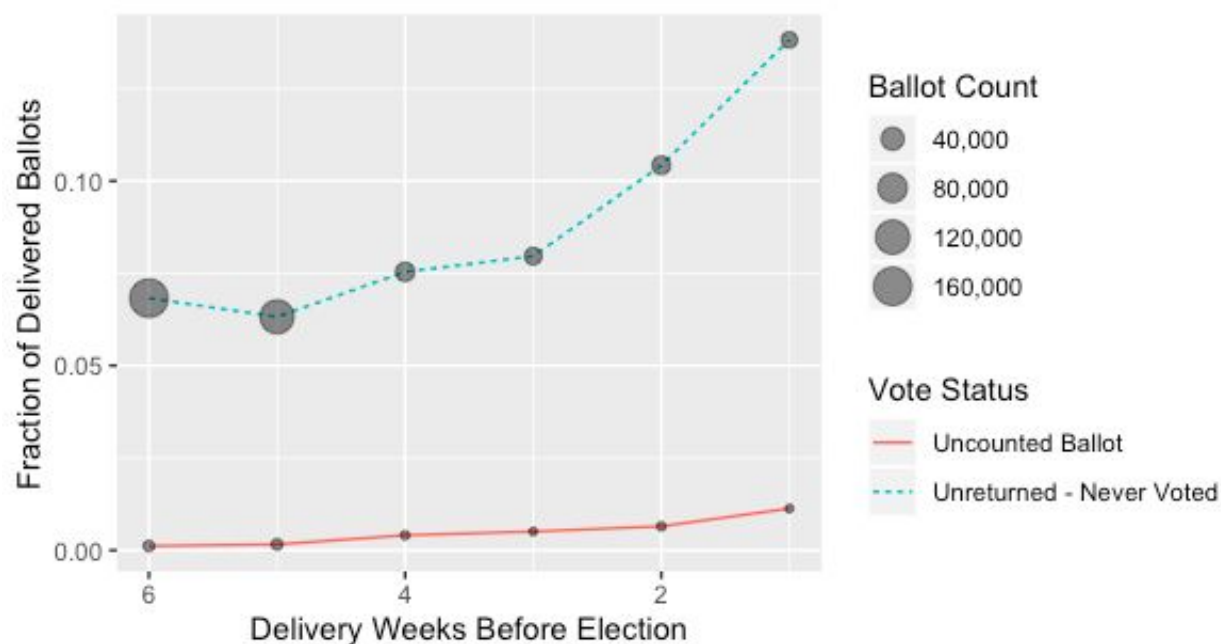 Fraction of Delivered Ballots
0.10
0.05
0.00
6
4
2
Delivery Weeks Before Election
Ballot Count
40,000
80,000
120,000
160,000
Vote Status
Uncounted Ballot
Unreturned - Never Voted